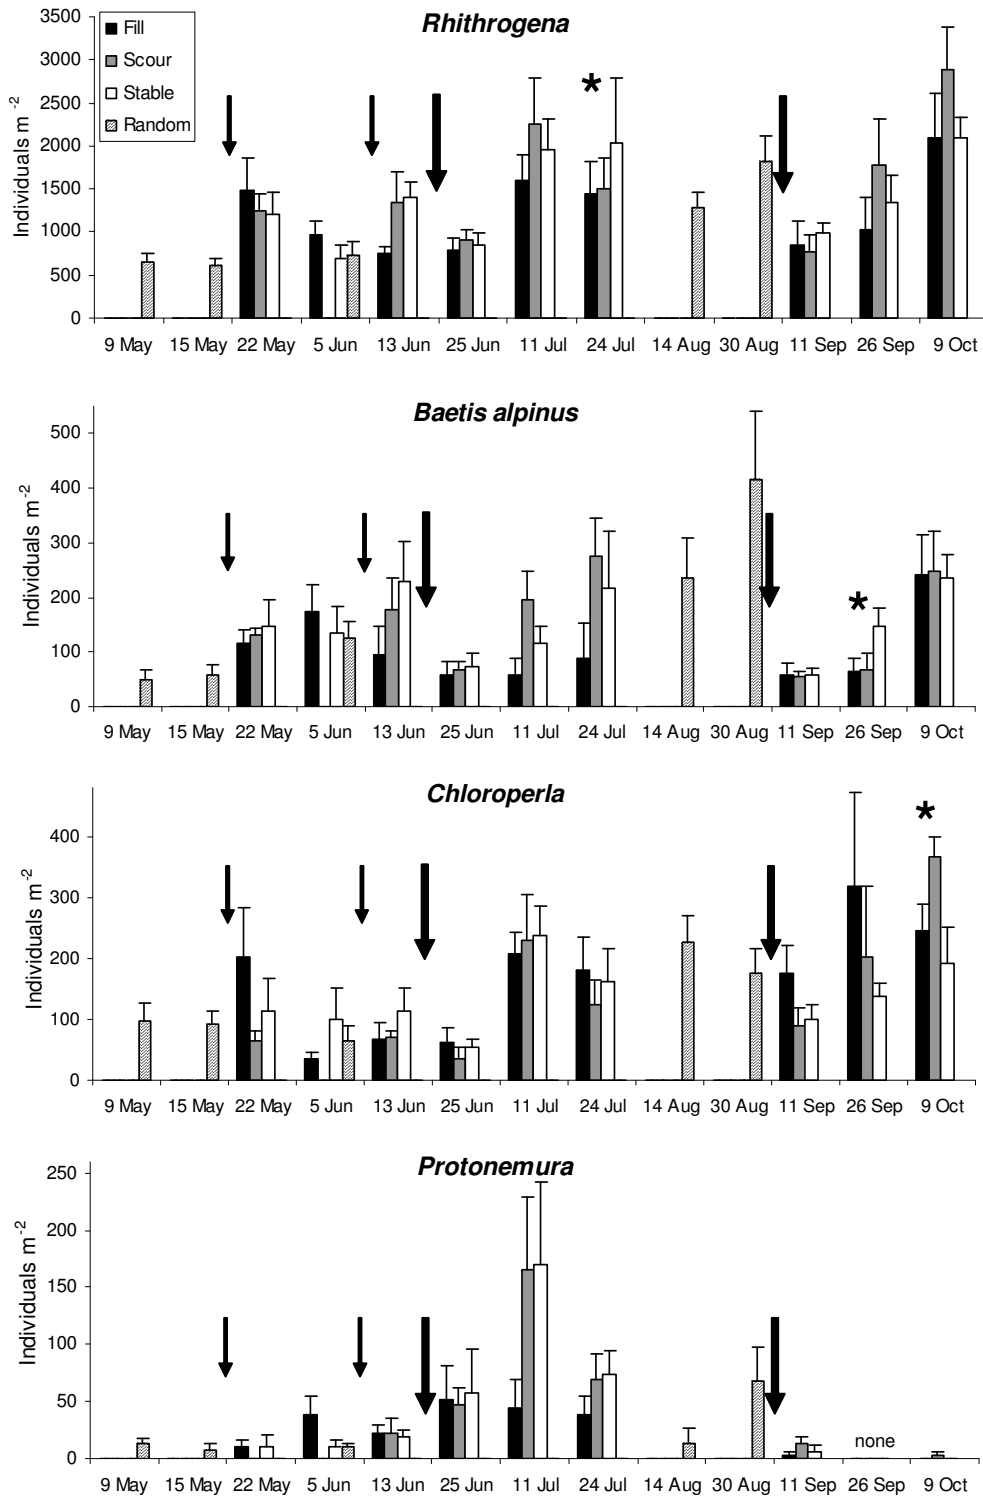 Rhithrogena
Fill
Scour
Stable
Random
Individuals m⁻²
3500
3000
2500
2000
1500
1000
500
0
*
9 May 15 May 22 May 5 Jun 13 Jun 25 Jun 11 Jul 24 Jul 14 Aug 30 Aug 11 Sep 26 Sep 9 Oct
Baetis alpinus
Individuals m⁻²
500
400
300
200
100
0
*
9 May 15 May 22 May 5 Jun 13 Jun 25 Jun 11 Jul 24 Jul 14 Aug 30 Aug 11 Sep 26 Sep 9 Oct
Chloroperla
Individuals m⁻²
400
300
200
100
0
*
9 May 15 May 22 May 5 Jun 13 Jun 25 Jun 11 Jul 24 Jul 14 Aug 30 Aug 11 Sep 26 Sep 9 Oct
Protonemura
Individuals m⁻²
250
200
150
100
50
0
none
9 May 15 May 22 May 5 Jun 13 Jun 25 Jun 11 Jul 24 Jul 14 Aug 30 Aug 11 Sep 26 Sep 9 Oct